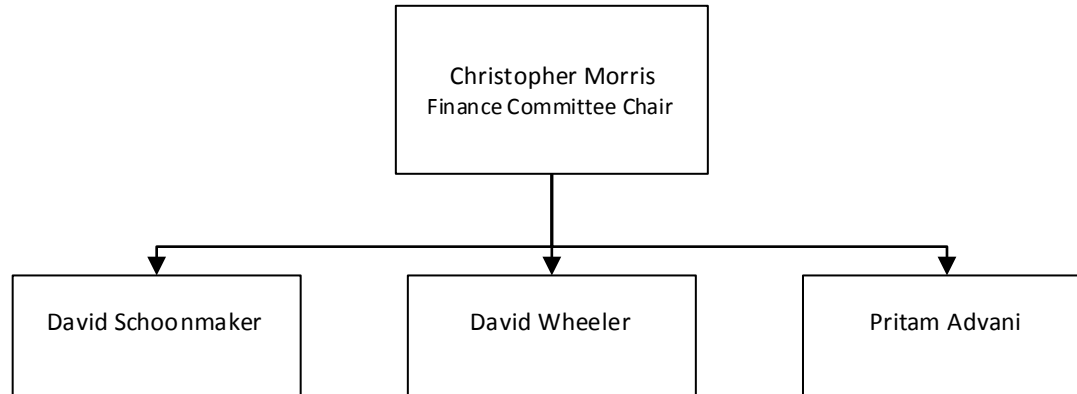 Christopher Morris
Finance Committee Chair
David Schoonmaker
David Wheeler
Pritam Advani